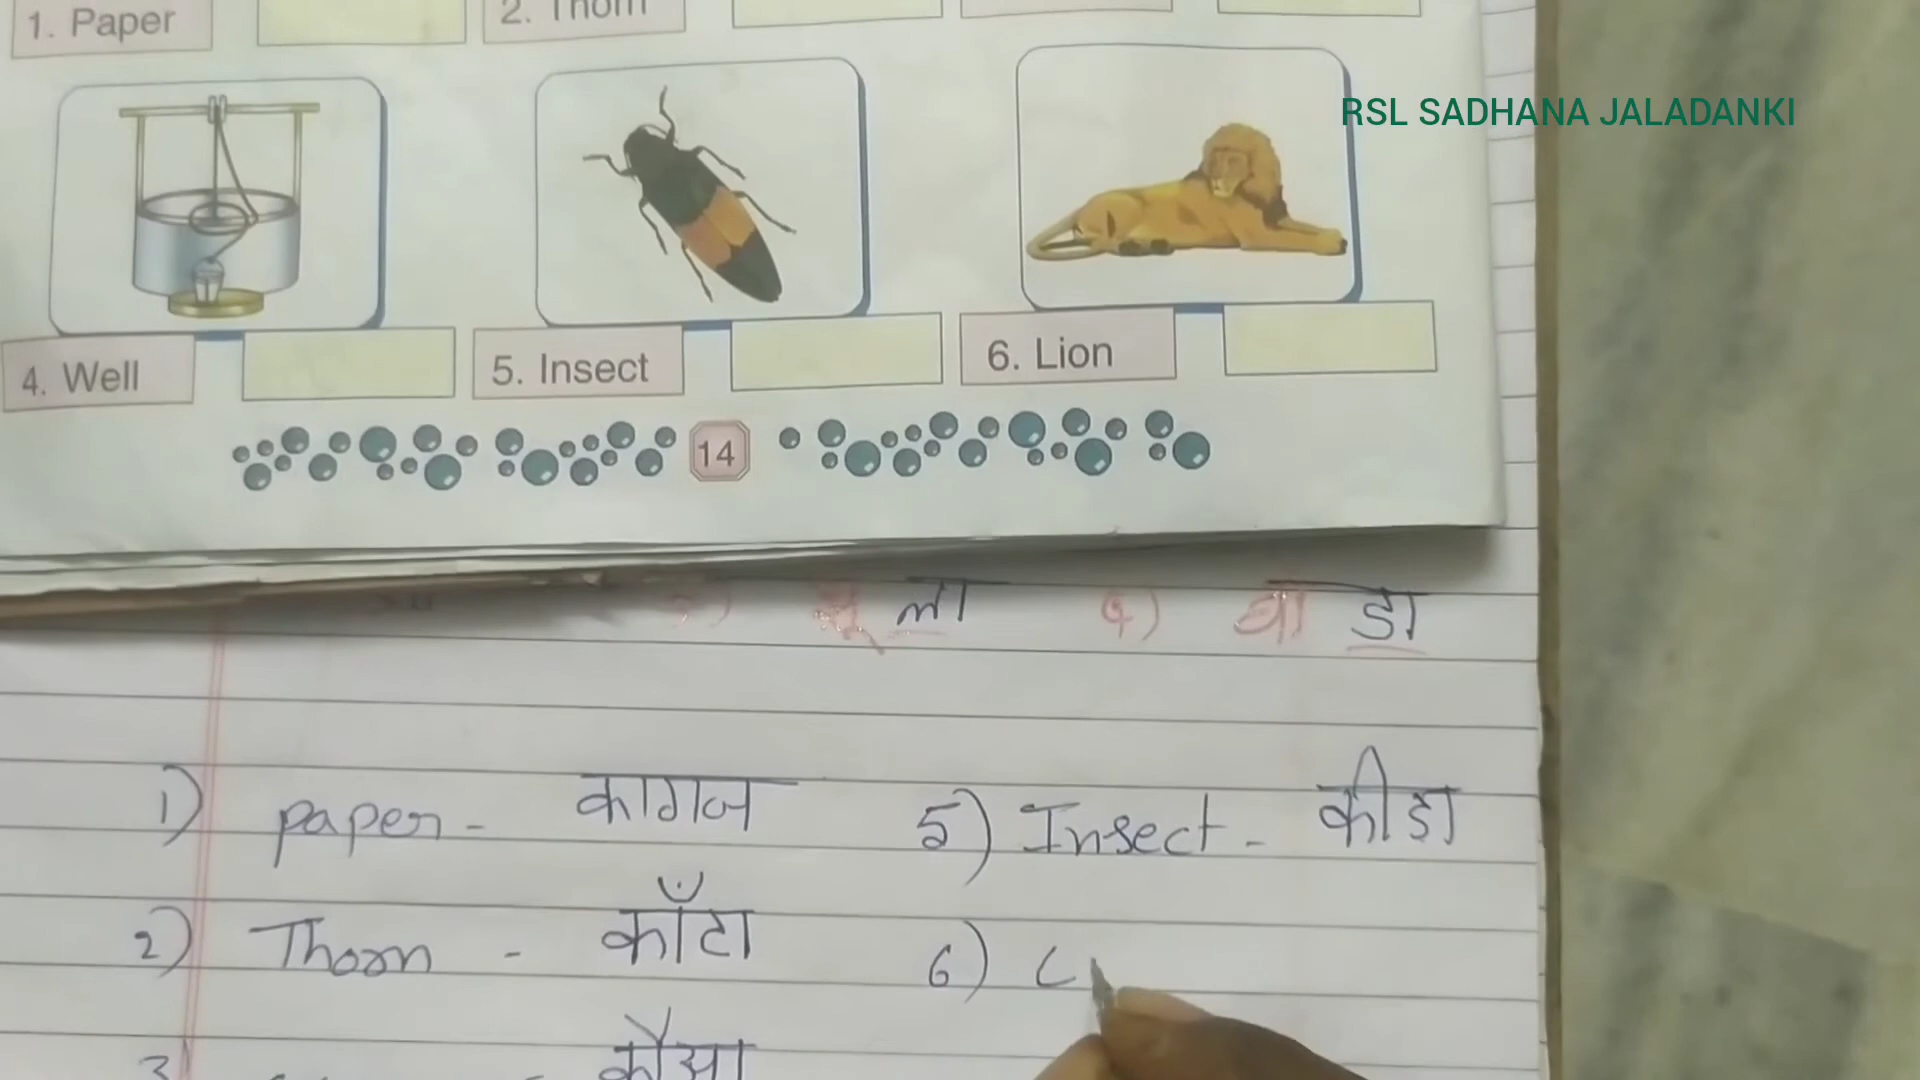 1. Paper
2. Thorn
RSL SADHANA JALADANKI
4. Well
5. Insect
6. Lion
14
1) paper - कागज
5) Insect - कीडा
2) Thorn - काँटा
6) L
3) कौआ